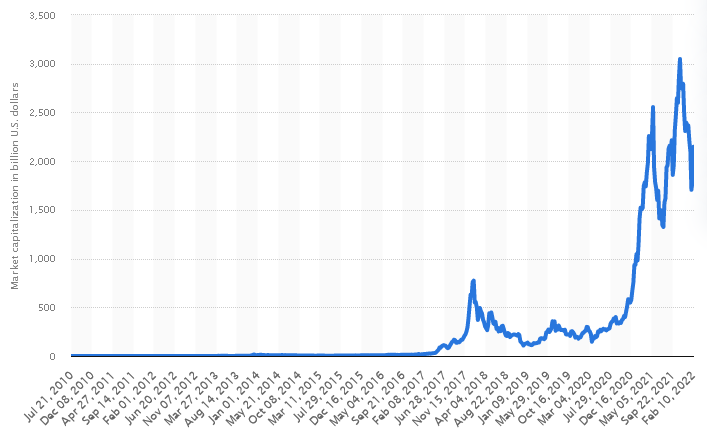 3,500
3,000
2,500
2,000
1,500
1,000
500
0
Market capitalization in billion U.S. dollars
Jul 21, 2010
Dec 08, 2010
Apr 27, 2011
Sep 14, 2011
Feb 01, 2012
Jun 20, 2012
Nov 07, 2012
Mar 27, 2013
Aug 14, 2013
Jan 01, 2014
May 21, 2014
Oct 08, 2014
Mar 11, 2015
Jul 29, 2015
Dec 16, 2015
May 04, 2016
Sep 21, 2016
Feb 08, 2017
Jun 28, 2017
Nov 15, 2017
Apr 04, 2018
Aug 22, 2018
Jan 09, 2019
May 29, 2019
Oct 16, 2019
Mar 04, 2020
Jul 29, 2020
Dec 16, 2020
May 05, 2021
Sep 22, 2021
Feb 10, 2022